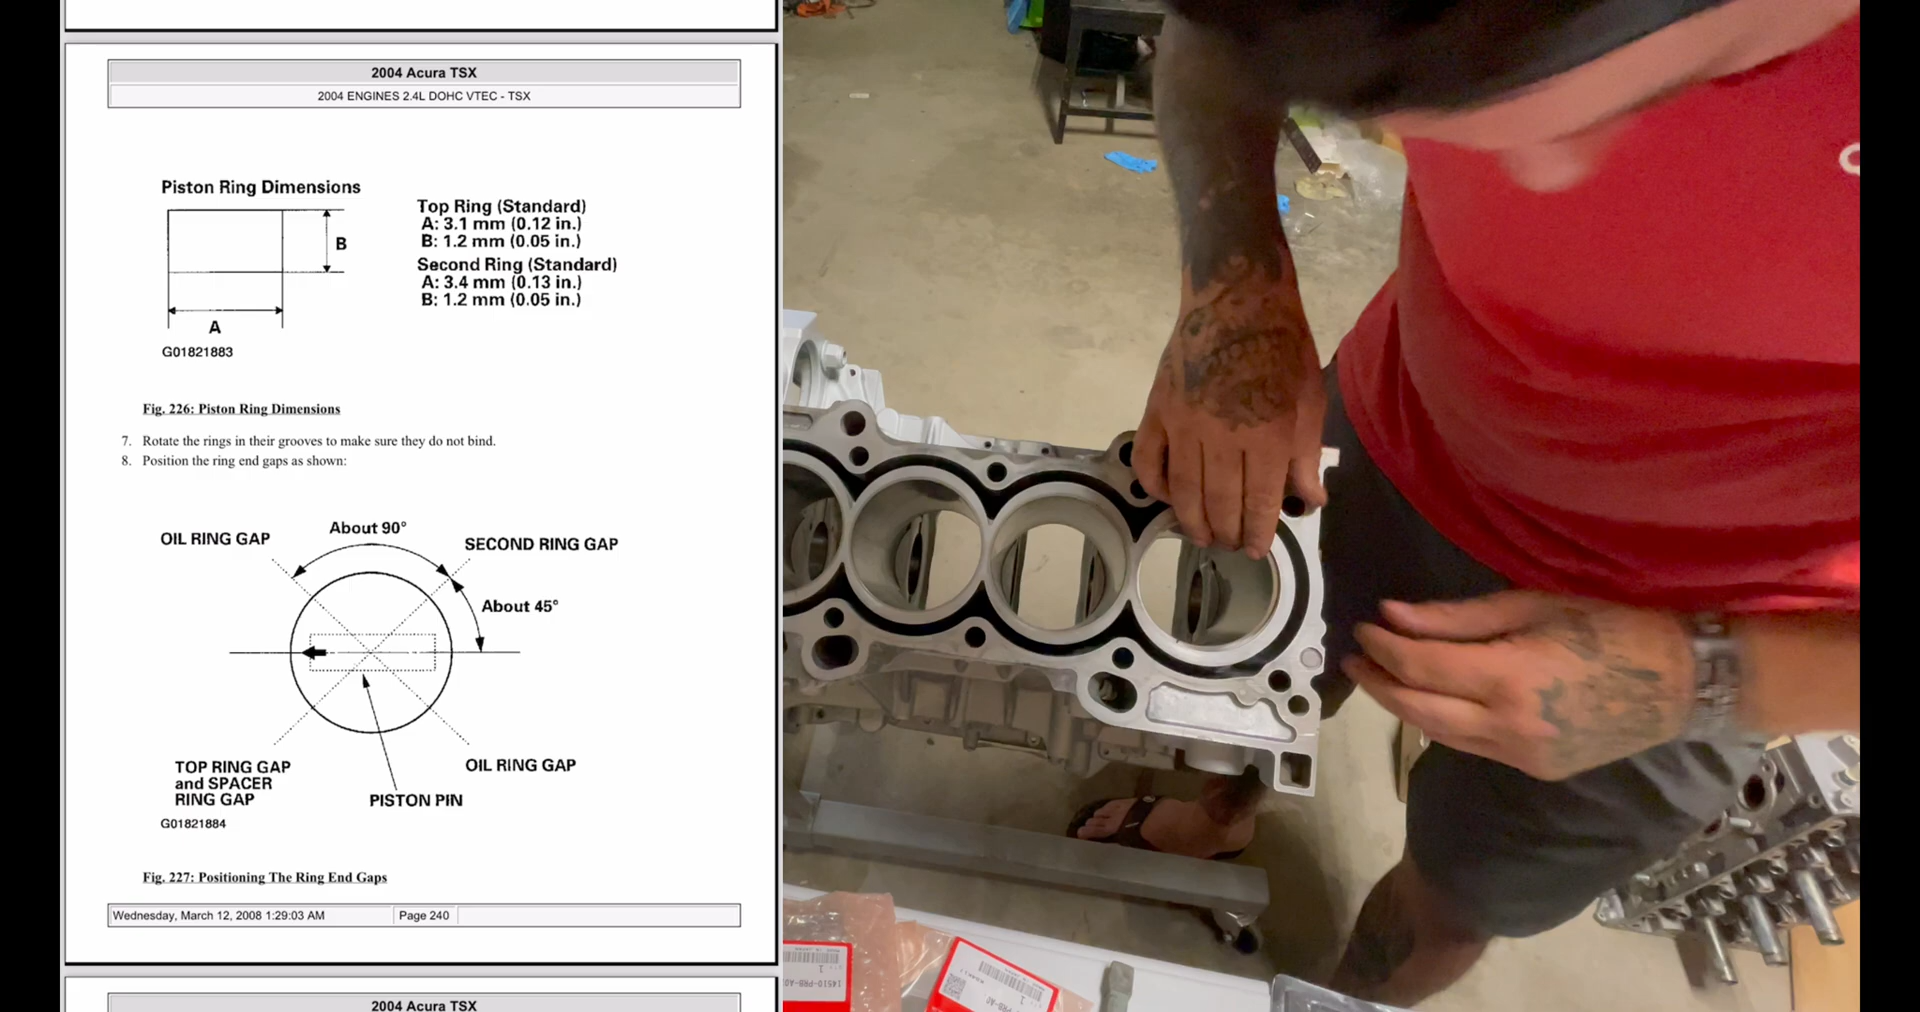 2004 Acura TSX
2004 ENGINES 2.4L DOHC VTEC - TSX
Piston Ring Dimensions
B
A
Top Ring (Standard)
A: 3.1 mm (0.12 in.)
B: 1.2 mm (0.05 in.)
Second Ring (Standard)
A: 3.4 mm (0.13 in.)
B: 1.2 mm (0.05 in.)
G01821883
Fig. 226: Piston Ring Dimensions
7. Rotate the rings in their grooves to make sure they do not bind.
8. Position the ring end gaps as shown:
About 90°
OIL RING GAP
SECOND RING GAP
About 45°
TOP RING GAP
and SPACER
RING GAP
OIL RING GAP
PISTON PIN
G01821884
Fig. 227: Positioning The Ring End Gaps
Wednesday, March 12, 2008 1:29:03 AM
Page 240
2004 Acura TSX